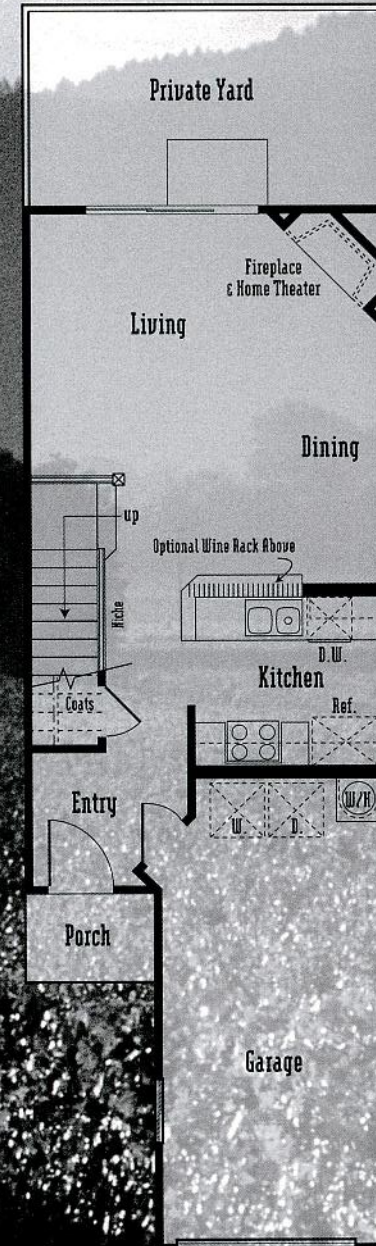 Private Yard
Fireplace
& Home Theater
Living
Dining
up
Optional Wine Rack Above
Niche
D.W.
Kitchen
Coats
Ref.
Entry
W.
D.
W/H
Porch
Garage